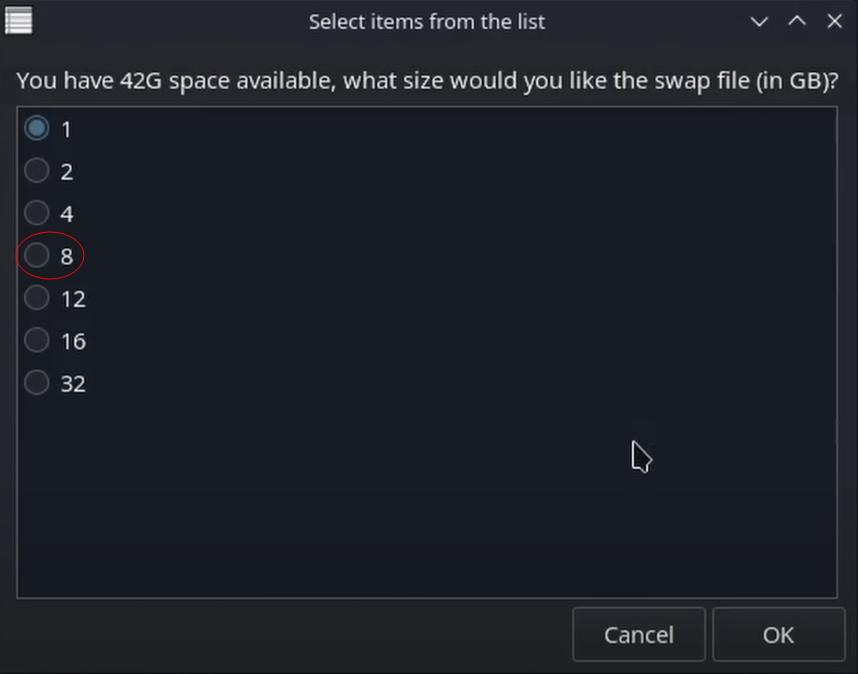 Select items from the list
You have 42G space available, what size would you like the swap file (in GB)?
1
2
4
8
12
16
32
Cancel OK